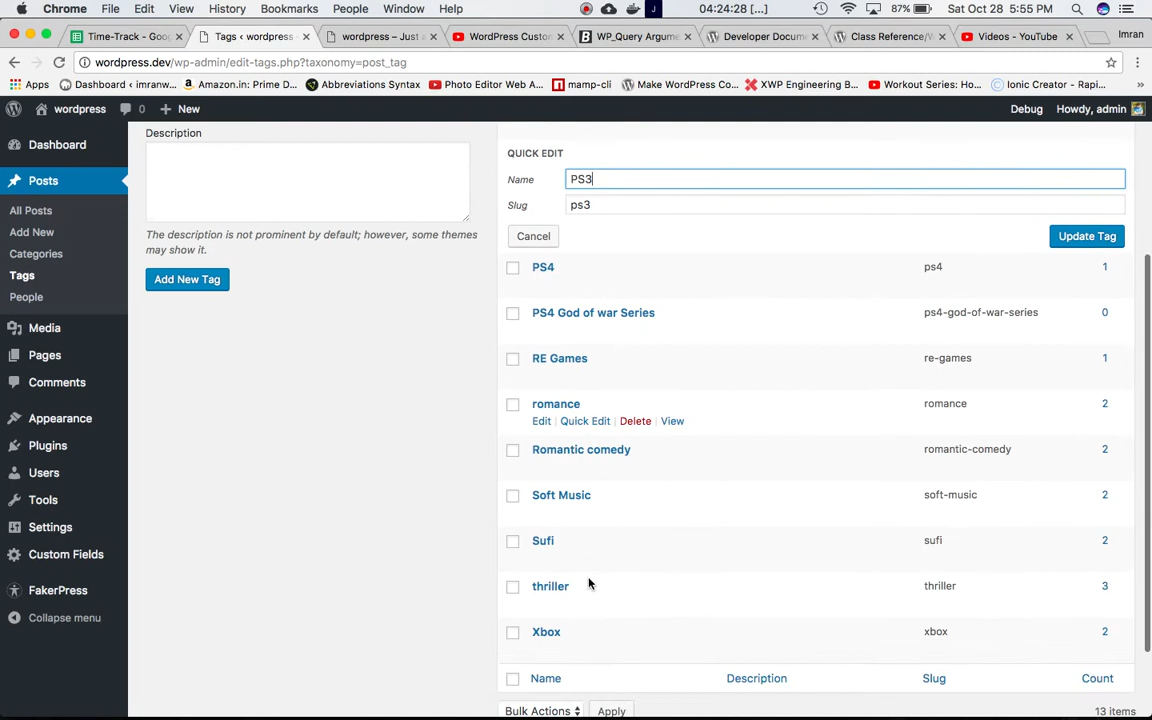 Chrome File Edit View History Bookmarks People Window Help 04:24:28 [...] 87% Sat Oct 28 5:55 PM
Time-Track - Goo Tags ‹ wordpress wordpress – Just a WordPress Custom WP_Query Argume Developer Docume Class Reference/W Videos - YouTube Imran
wordpress.dev/wp-admin/edit-tags.php?taxonomy=post_tag
Apps Dashboard ‹ imranw... Amazon.in: Prime D... Abbreviations Syntax Photo Editor Web A... mamp-cli Make WordPress Co... XWP Engineering B... Workout Series: Ho... Ionic Creator - Rapi... »
wordpress 0 + New Debug Howdy, admin
Dashboard
Posts
All Posts
Add New
Categories
Tags
People
Media
Pages
Comments
Appearance
Plugins
Users
Tools
Settings
Custom Fields
FakerPress
Collapse menu
Description
The description is not prominent by default; however, some themes
may show it.
Add New Tag
QUICK EDIT
Name PS3
Slug ps3
Cancel Update Tag
PS4 ps4 1
PS4 God of war Series ps4-god-of-war-series 0
RE Games re-games 1
romance romance 2
Edit | Quick Edit | Delete | View
Romantic comedy romantic-comedy 2
Soft Music soft-music 2
Sufi sufi 2
thriller thriller 3
Xbox xbox 2
Name Description Slug Count
Bulk Actions Apply 13 items